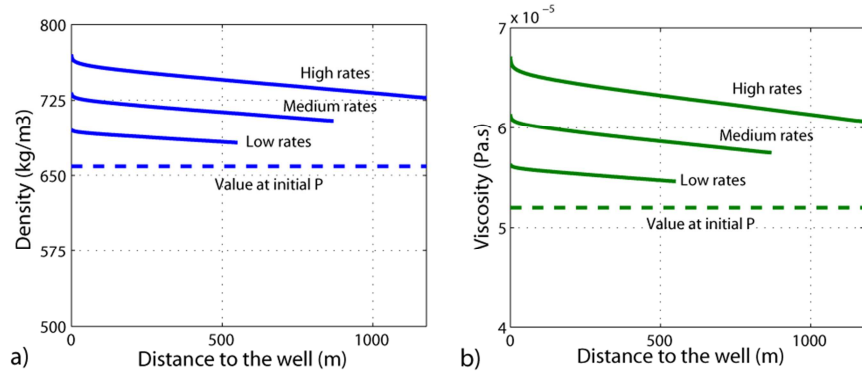 800
725
650
575
500
Density (kg/m3)
High rates
Medium rates
Low rates
Value at initial P
0
500
1000
Distance to the well (m)
a)
7 x 10 -5
6
5
4
Viscosity (Pa.s)
High rates
Medium rates
Low rates
Value at initial P
0
500
1000
Distance to the well (m)
b)